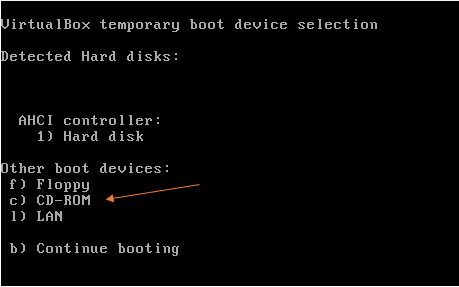 VirtualBox temporary boot device selection
Detected Hard disks:
AHCI controller:
1) Hard disk
Other boot devices:
f) Floppy
c) CD-ROM
l) LAN
b) Continue booting